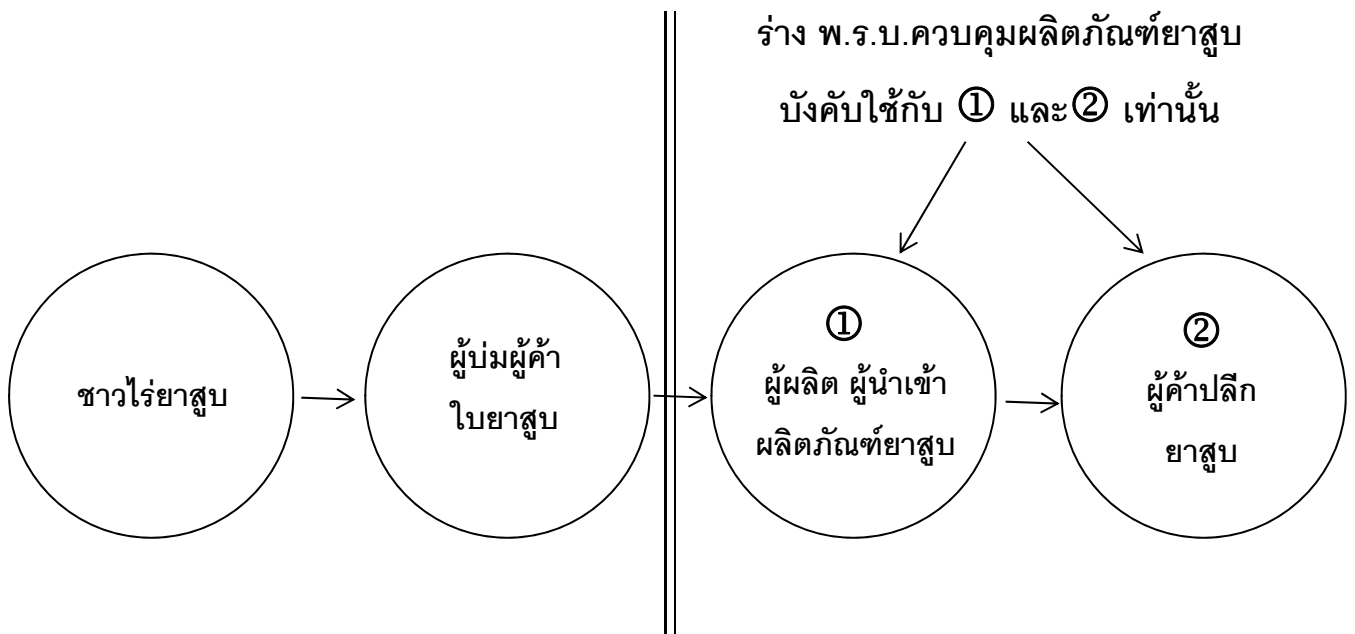 ร่าง พ.ร.บ.ควบคุมผลิตภัณฑ์ยาสูบ
บังคับใช้กับ ① และ② เท่านั้น
ชาวไร่ยาสูบ
ผู้บ่มผู้ค้า
ใบยาสูบ
①
ผู้ผลิต ผู้นำเข้า
ผลิตภัณฑ์ยาสูบ
②
ผู้ค้าปลีก
ยาสูบ